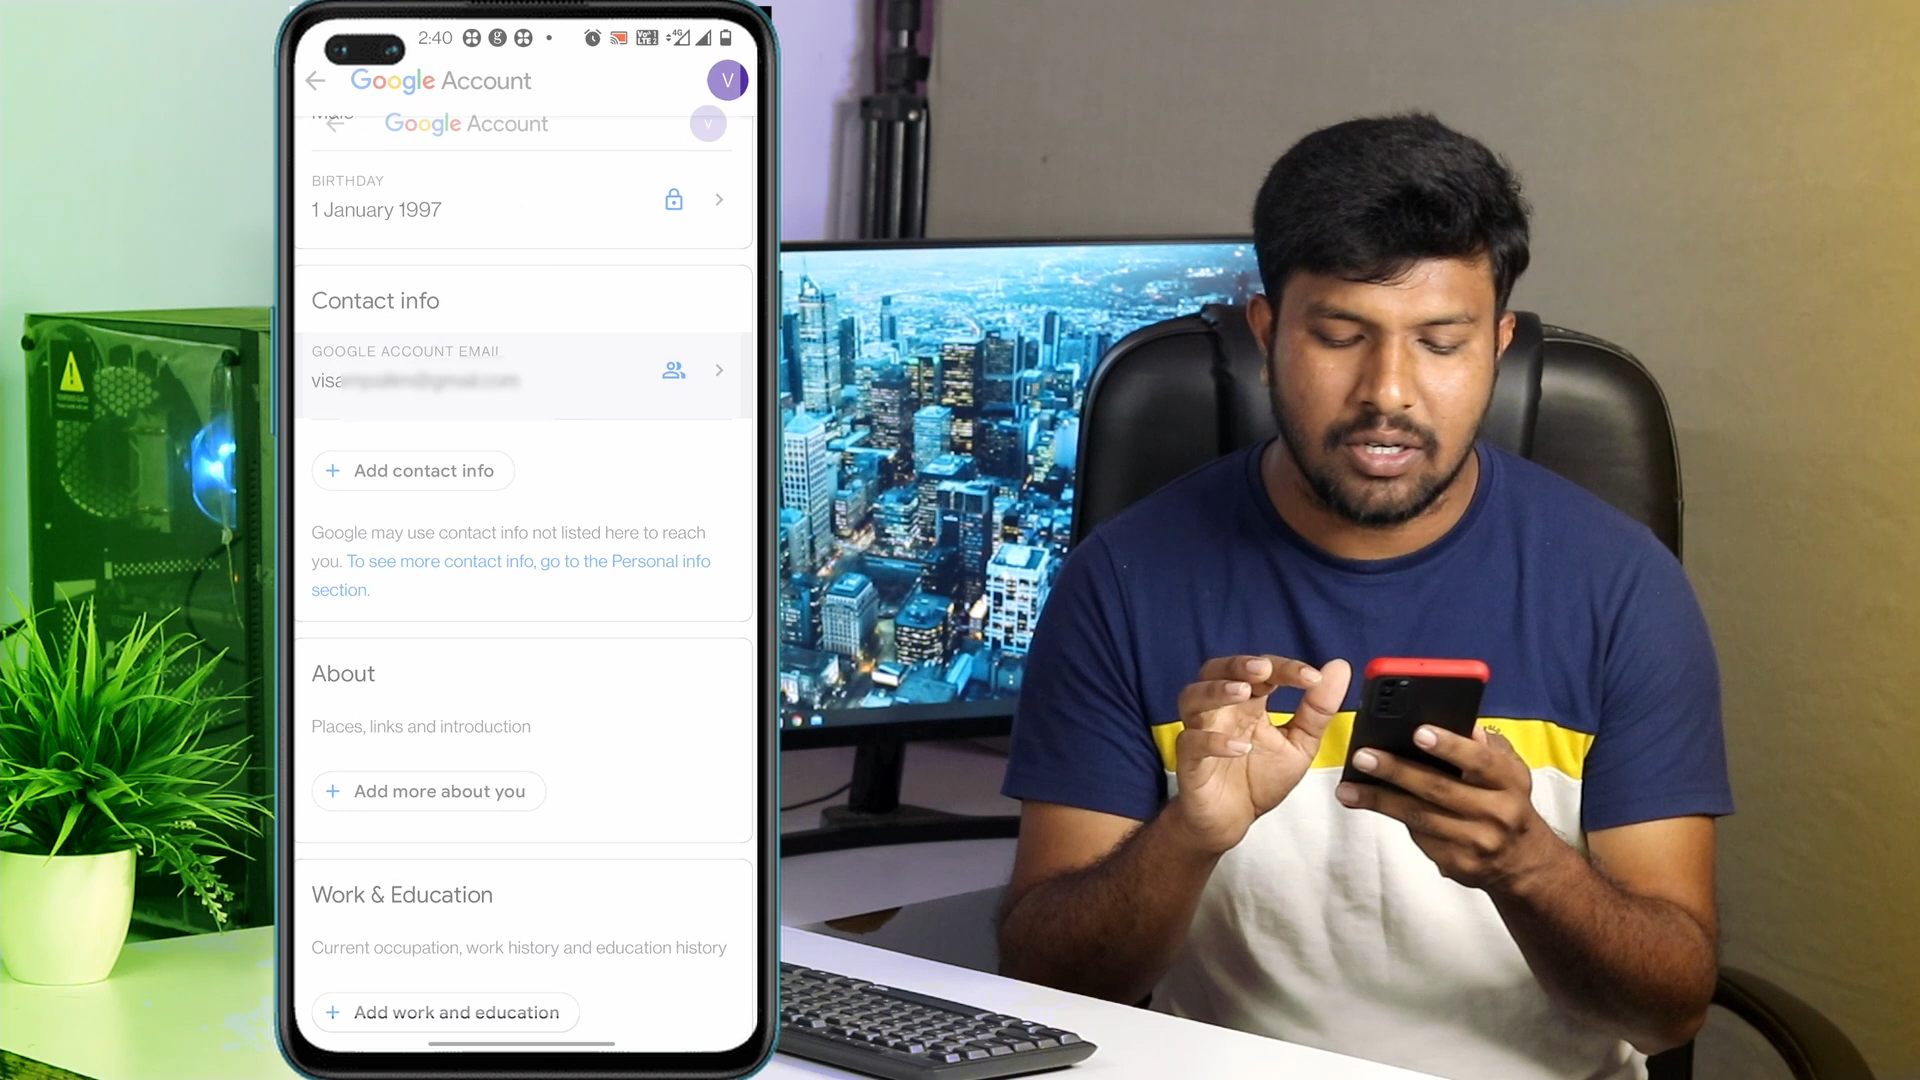 2:40
Google Account
V
Google Account
V
BIRTHDAY
1 January 1997
Contact info
GOOGLE ACCOUNT EMAIL
+ Add contact info
Google may use contact info not listed here to reach
you. To see more contact info, go to the Personal info
section.
About
Places, links and introduction
+ Add more about you
Work & Education
Current occupation, work history and education history
+ Add work and education